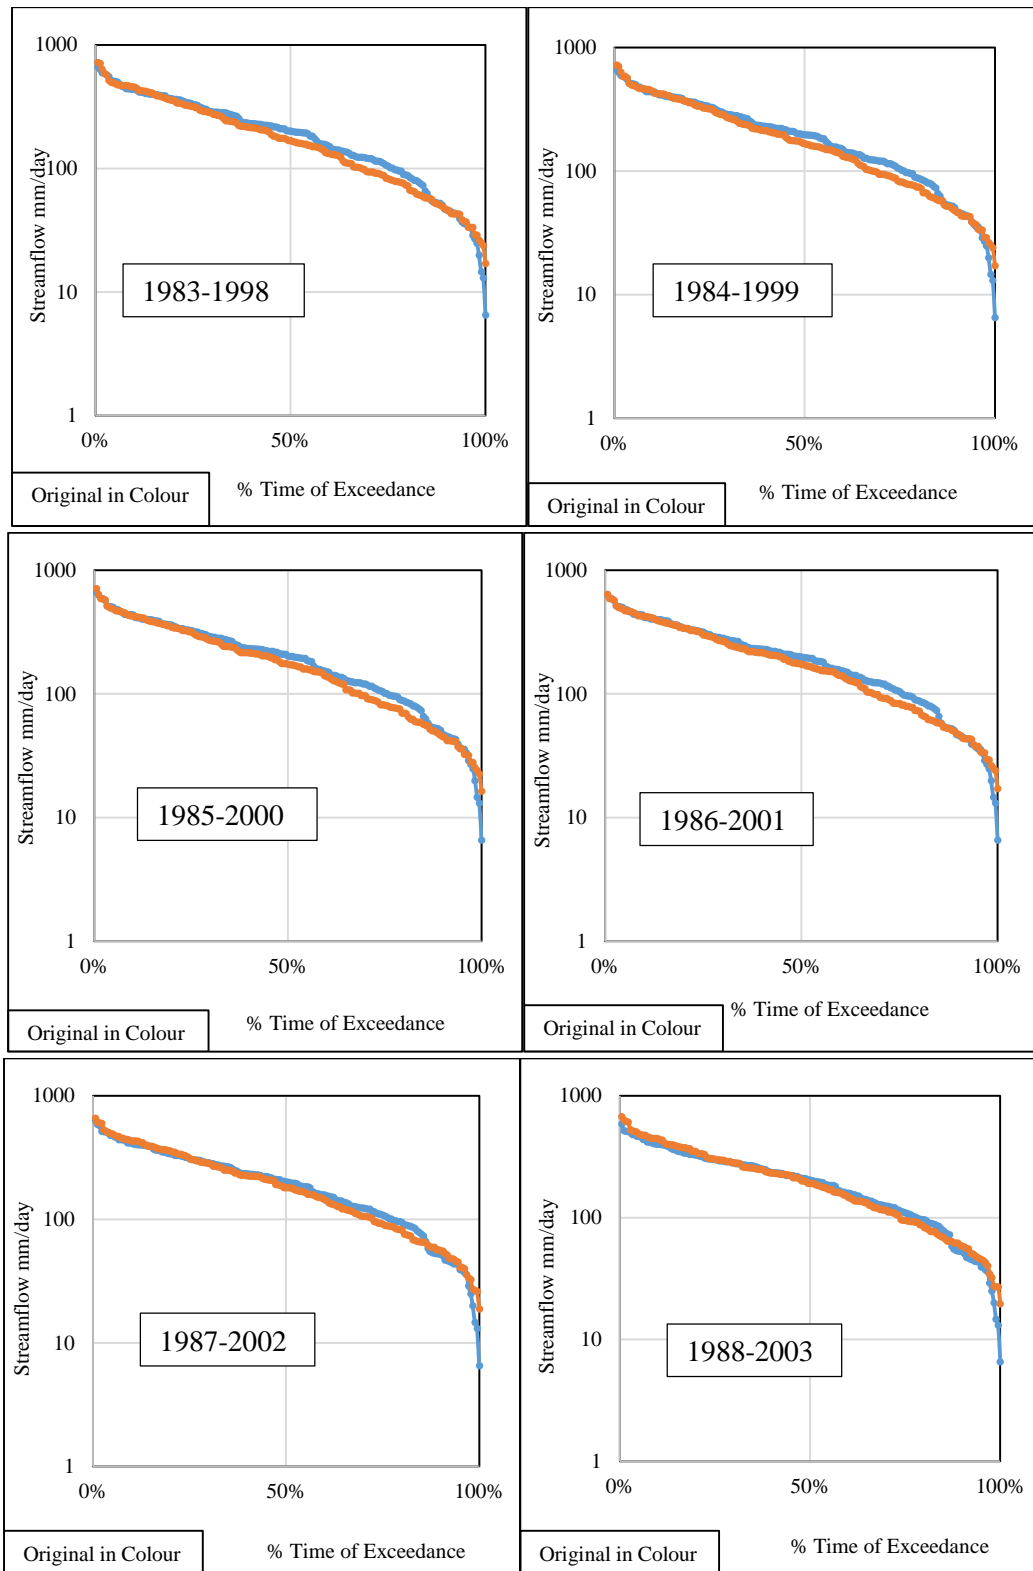 1000
100
10
1
Streamflow mm/day
1983-1998
0%
50%
100%
% Time of Exceedance
Original in Colour
1000
100
10
1
Streamflow mm/day
1984-1999
0%
50%
100%
% Time of Exceedance
Original in Colour
1000
100
10
1
Streamflow mm/day
1985-2000
0%
50%
100%
% Time of Exceedance
Original in Colour
1000
100
10
1
Streamflow mm/day
1986-2001
0%
50%
100%
% Time of Exceedance
Original in Colour
1000
100
10
1
Streamflow mm/day
1987-2002
0%
50%
100%
% Time of Exceedance
Original in Colour
1000
100
10
1
Streamflow mm/day
1988-2003
0%
50%
100%
% Time of Exceedance
Original in Colour